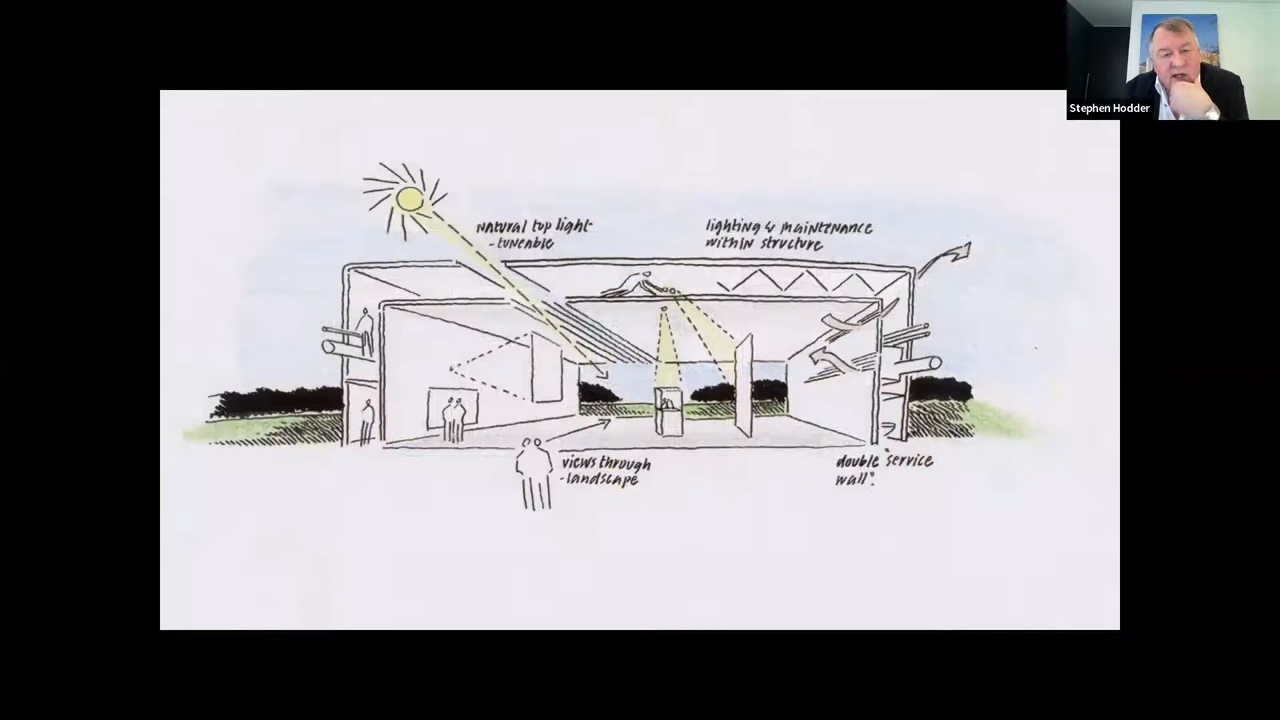 Stephen Hodder
natural top light-
-tuneable
lighting & maintenance
within structure
views through
-landscape
double "service
wall".